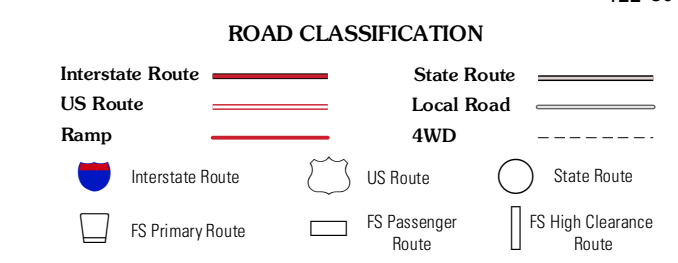 ROAD CLASSIFICATION
Interstate Route
State Route
US Route
Local Road
Ramp
4WD
Interstate Route
US Route
State Route
FS Primary Route
FS Passenger
Route
FS High Clearance
Route